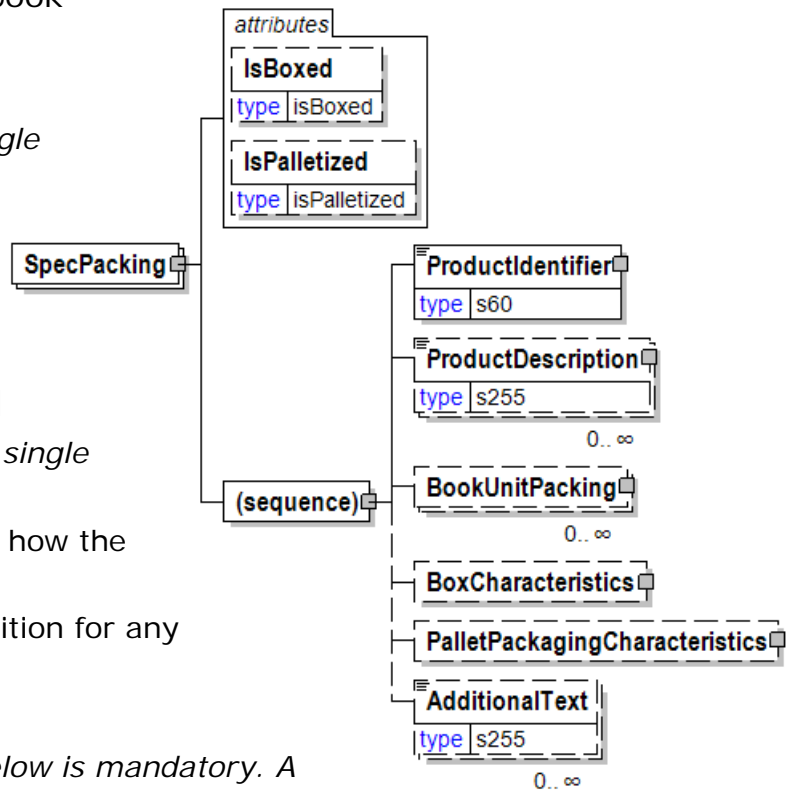 book
attributes
IsBoxed
type isBoxed
gle
IsPalletized
type isPalletized
SpecPacking
ProductIdentifier
type s60
ProductDescription
type s255
0.. ∞
single
(sequence)
BookUnitPacking
0.. ∞
how the
BoxCharacteristics
ition for any
PalletPackagingCharacteristics
AdditionalText
type s255
elow is mandatory. A
0.. ∞